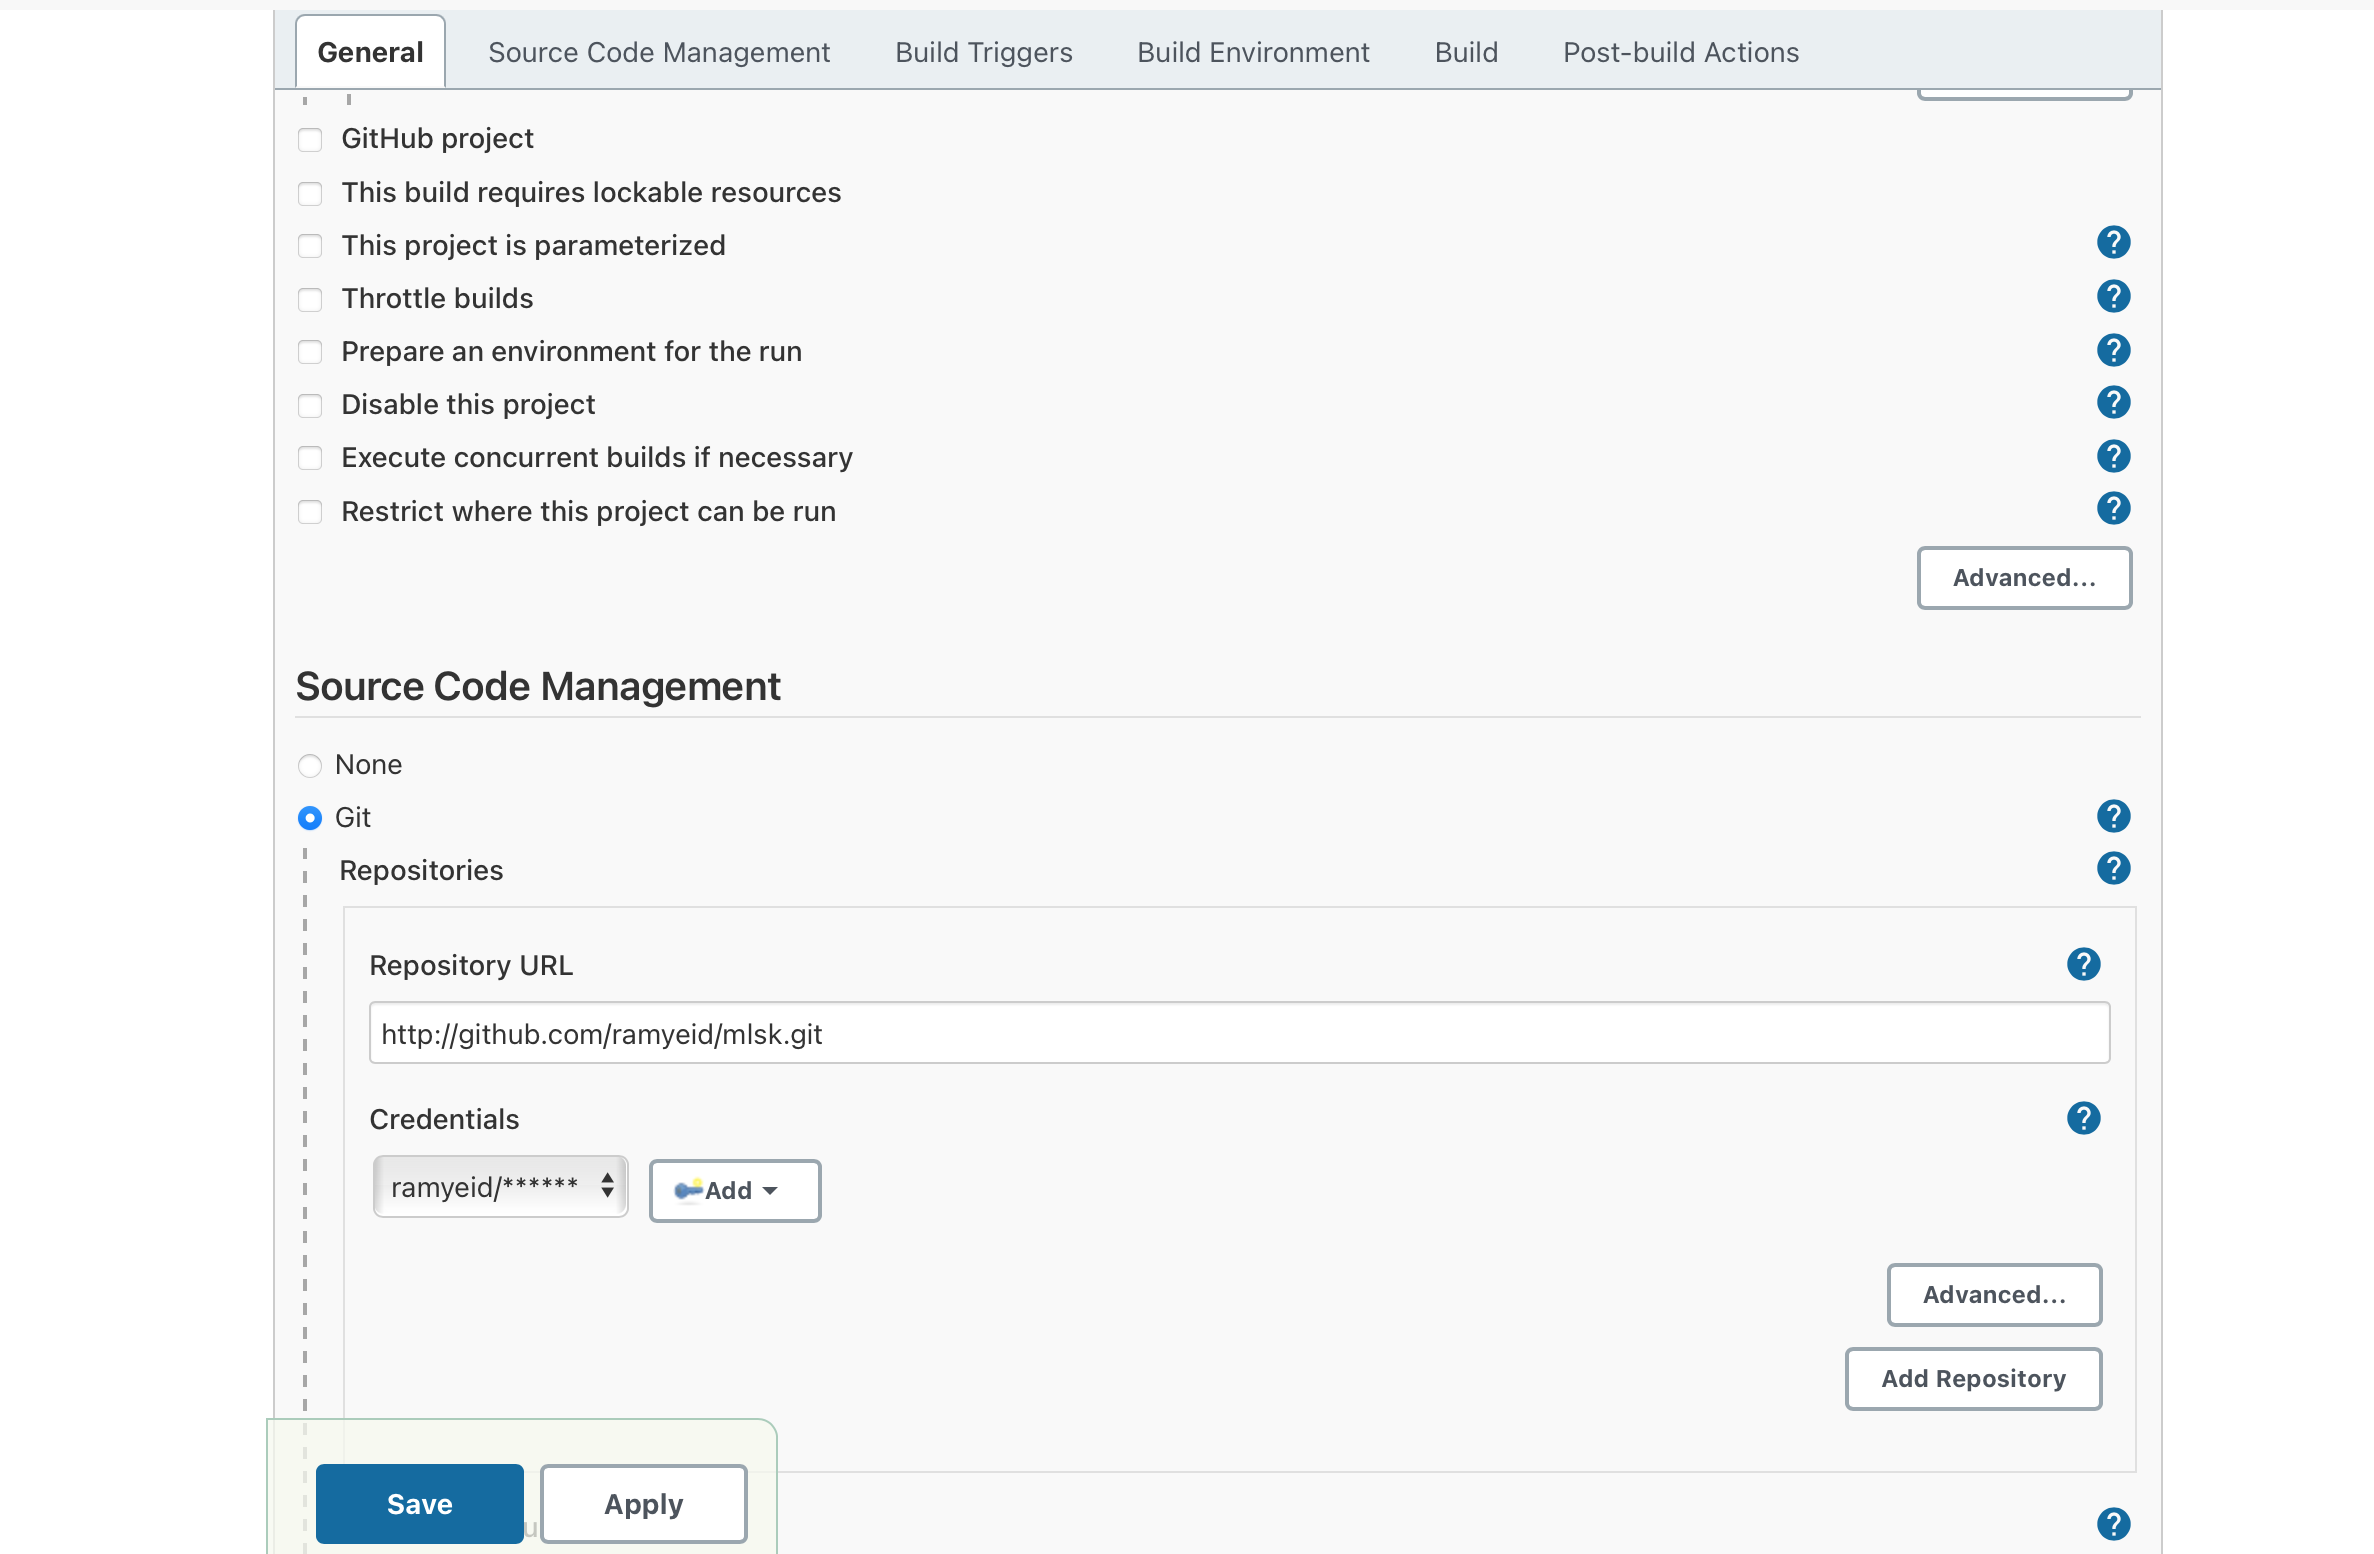 General Source Code Management Build Triggers Build Environment Build Post-build Actions
GitHub project
This build requires lockable resources
This project is parameterized
?
Throttle builds
?
Prepare an environment for the run
?
Disable this project
?
Execute concurrent builds if necessary
?
Restrict where this project can be run
?
Advanced...
Source Code Management
None
Git
?
Repositories
?
Repository URL
?
http://github.com/ramyeid/mlsk.git
Credentials
?
ramyeid/******
Add
Advanced...
Add Repository
Save
Apply
?